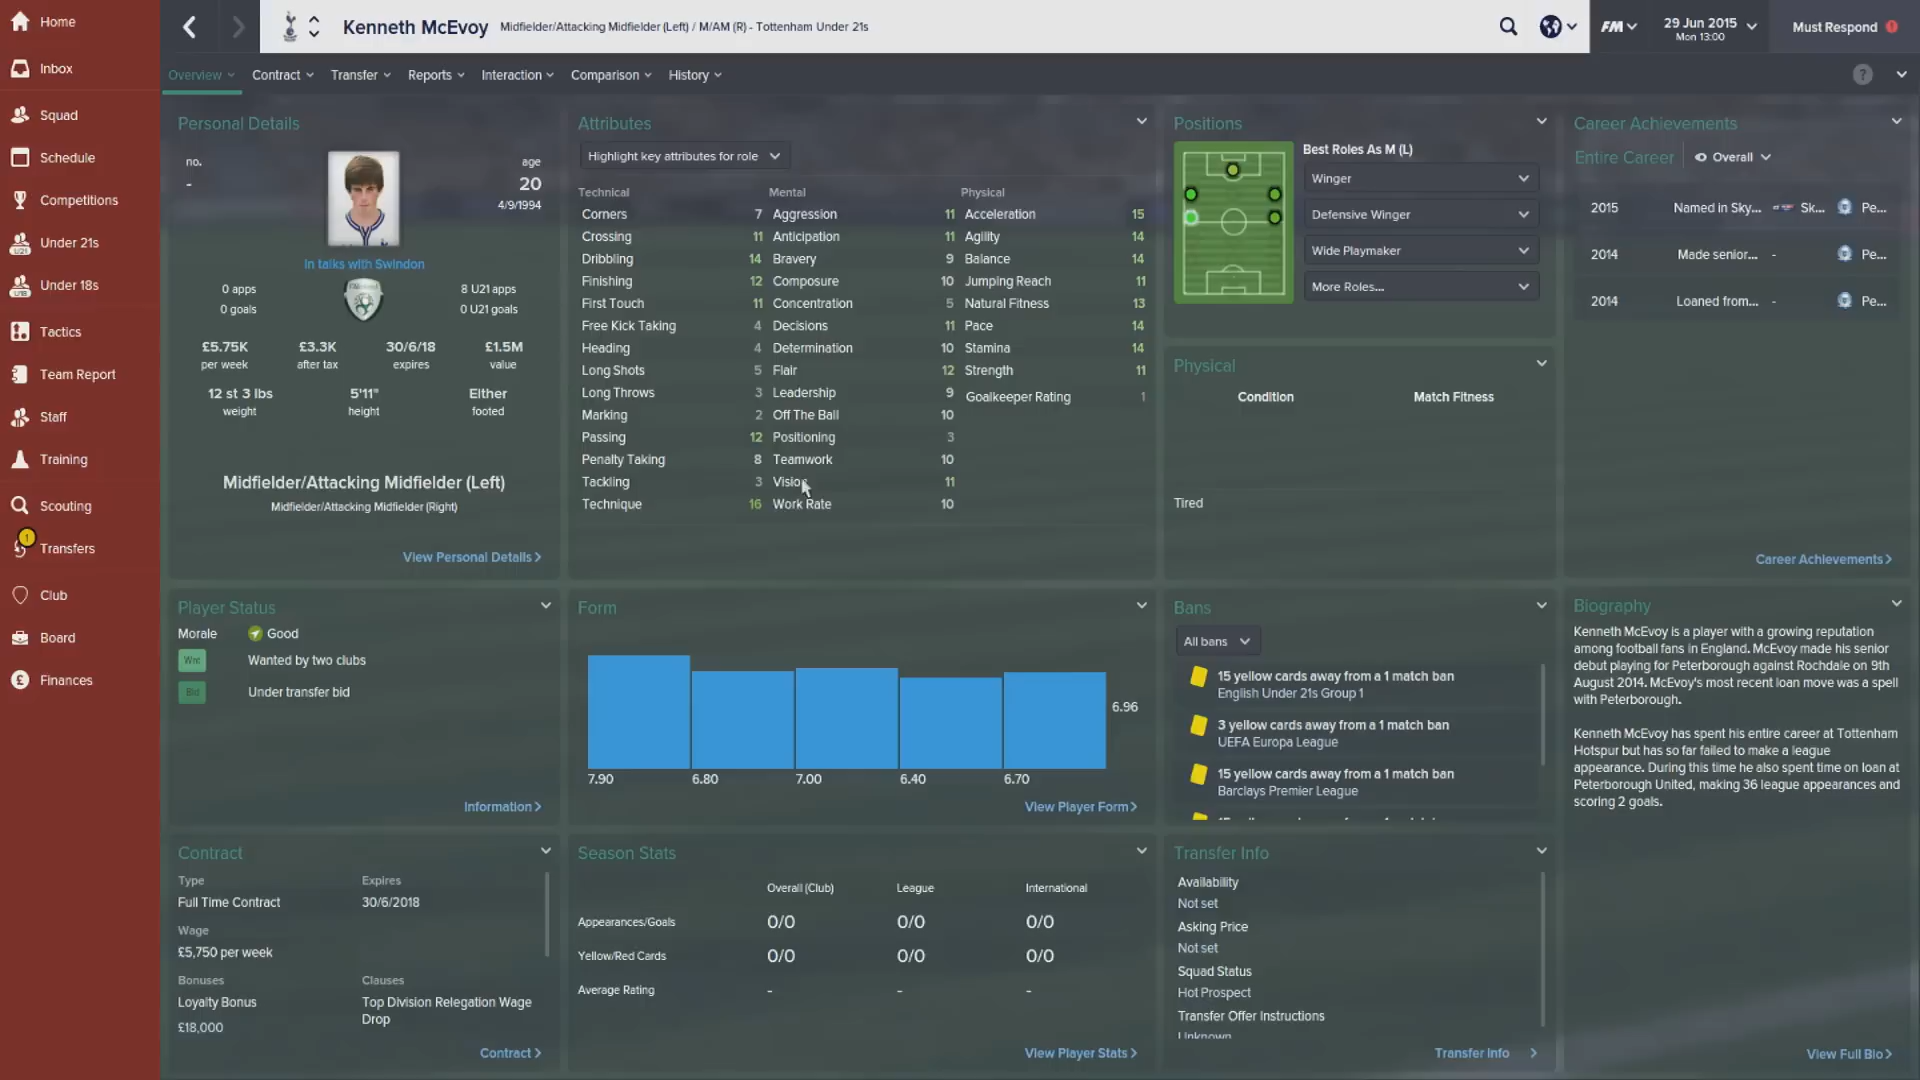 Home
Inbox
Squad
Schedule
Competitions
Under 21s
Under 18s
Tactics
Team Report
Staff
Training
Scouting
1
Transfers
Club
Board
Finances
Kenneth McEvoy
Midfielder/Attacking Midfielder (Left) / M/AM (R) - Tottenham Under 21s
FM
29 Jun 2015
Mon 13:00
Must Respond
Overview
Contract
Transfer
Reports
Interaction
Comparison
History
?
Personal Details
no.
-
age
20
4/9/1994
In talks with Swindon
0 apps
0 goals
8 U21 apps
0 U21 goals
£5.75K
per week
£3.3K
after tax
30/6/18
expires
£1.5M
value
12 st 3 lbs
weight
5'11"
height
Either
footed
Midfielder/Attacking Midfielder (Left)
Midfielder/Attacking Midfielder (Right)
View Personal Details >
Attributes
Highlight key attributes for role
Technical Mental Physical
Corners 7 Aggression 11 Acceleration 15
Crossing 11 Anticipation 11 Agility 14
Dribbling 14 Bravery 9 Balance 14
Finishing 12 Composure 10 Jumping Reach 11
First Touch 11 Concentration 5 Natural Fitness 13
Free Kick Taking 4 Decisions 11 Pace 14
Heading 4 Determination 10 Stamina 14
Long Shots 5 Flair 12 Strength 11
Long Throws 3 Leadership 9 Goalkeeper Rating 1
Marking 2 Off The Ball 10
Passing 12 Positioning 3
Penalty Taking 8 Teamwork 10
Tackling 3 Vision 11
Technique 16 Work Rate 10
Positions
Best Roles As M (L)
Winger
Defensive Winger
Wide Playmaker
More Roles...
Physical
Condition Match Fitness
Tired
Career Achievements
Entire Career Overall
2015 Named in Sky... Sk... Pe...
2014 Made senior... - Pe...
2014 Loaned from... - Pe...
Career Achievements >
Player Status
Morale Good
Wnt Wanted by two clubs
Bid Under transfer bid
Information >
Form
6.96
7.90 6.80 7.00 6.40 6.70
View Player Form >
Bans
All bans
15 yellow cards away from a 1 match ban
English Under 21s Group 1
3 yellow cards away from a 1 match ban
UEFA Europa League
15 yellow cards away from a 1 match ban
Barclays Premier League
Biography
Kenneth McEvoy is a player with a growing reputation
among football fans in England. McEvoy made his senior
debut playing for Peterborough against Rochdale on 9th
August 2014. McEvoy's most recent loan move was a spell
with Peterborough.
Kenneth McEvoy has spent his entire career at Tottenham
Hotspur but has so far failed to make a league
appearance. During this time he also spent time on loan at
Peterborough United, making 36 league appearances and
scoring 2 goals.
View Full Bio >
Contract
Type Expires
Full Time Contract 30/6/2018
Wage
£5,750 per week
Bonuses Clauses
Loyalty Bonus Top Division Relegation Wage
Drop
£18,000
Contract >
Season Stats
Overall (Club) League International
Appearances/Goals 0/0 0/0 0/0
Yellow/Red Cards 0/0 0/0 0/0
Average Rating - - -
View Player Stats >
Transfer Info
Availability
Not set
Asking Price
Not set
Squad Status
Hot Prospect
Transfer Offer Instructions
Unknown
Transfer Info >